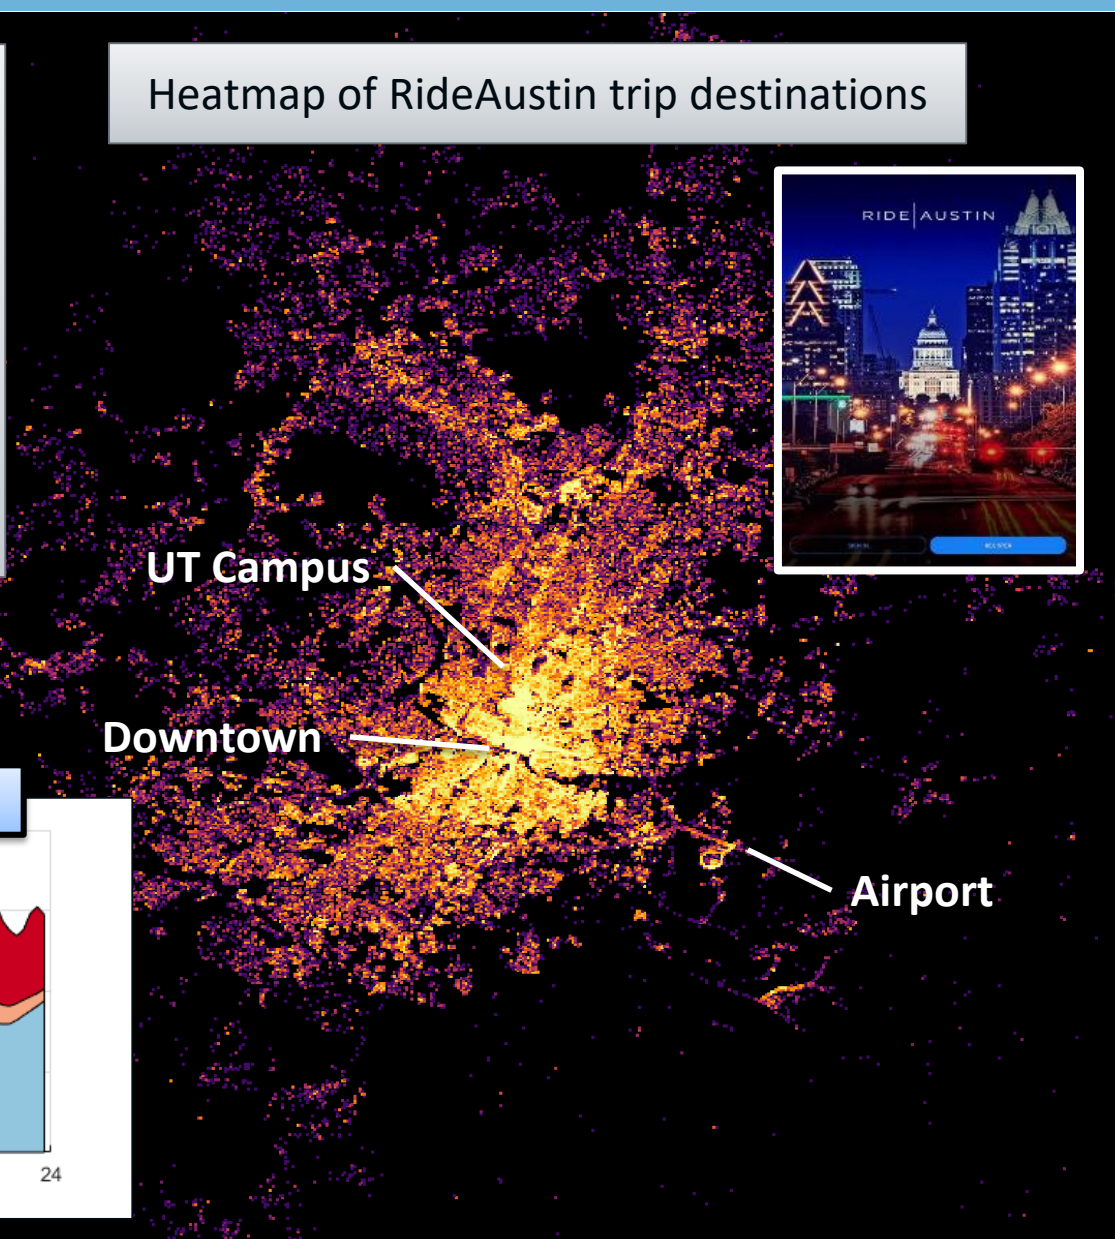 Heatmap of RideAustin trip destinations
RIDE AUSTIN
UT Campus
Downtown
Airport
24